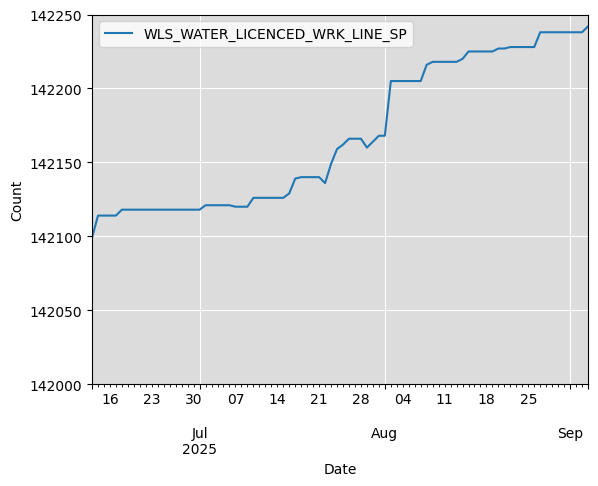 WLS_WATER_LICENCED_WRK_LINE_SP
142250
142200
142150
142100
142050
142000
Count
16 23 30 07 14 21 28 04 11 18 25
Jul Aug Sep
2025
Date